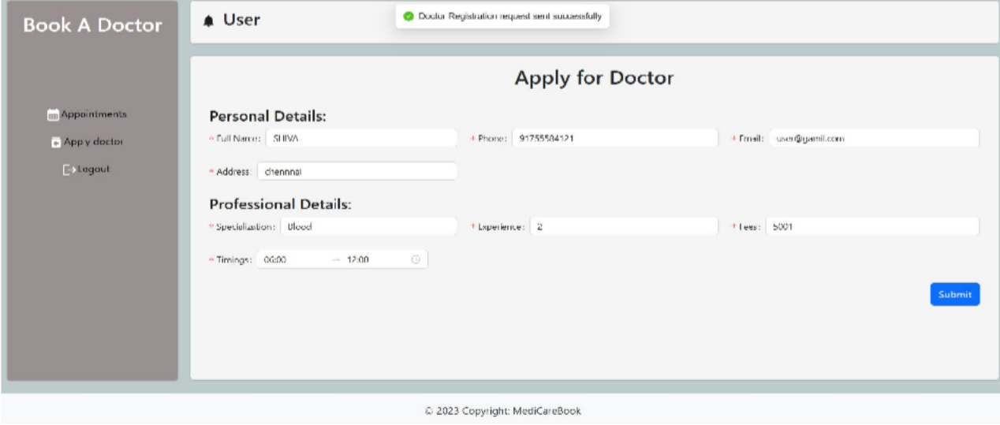 Book A Doctor
User
Doctor Registration request sent successfully
Appointments
Apply doctor
Logout
Apply for Doctor
Personal Details:
* Full Name: SHIVA * Phone: 91755584121 * Email: user@gamil.com
* Address: chennnai
Professional Details:
* Specialization: Blood * Experience: 2 * Fees: 5001
* Timings: 06:00 → 12:00
Submit
© 2023 Copyright: MediCareBook